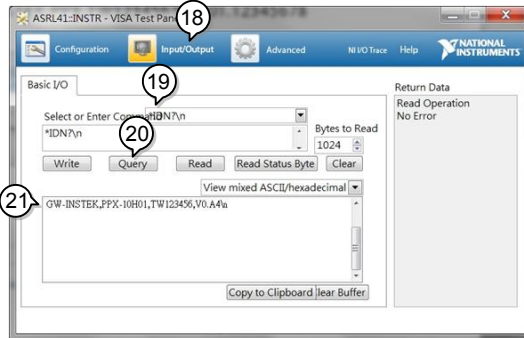 ASRL41::INSTR - VISA Test Pan
18
Configuration
Input/Output
Advanced
NI I/O Trace
Help
NATIONAL
INSTRUMENTS
Basic I/O
Return Data
Read Operation
No Error
19
Select or Enter Command
*IDN?\n
*IDN?\n
20
Bytes to Read
1024
Write
Query
Read
Read Status Byte
Clear
View mixed ASCII/hexadecimal
21
GW-INSTEK,PPX-10H01,TW123456,V0.A4\n
Copy to Clipboard
lear Buffer